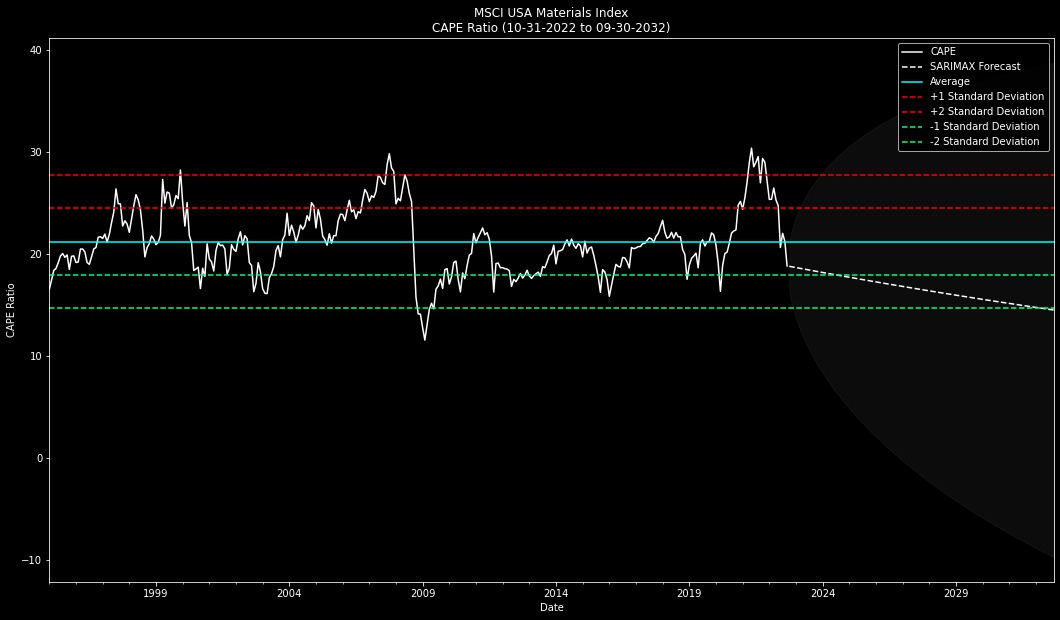 MSCI USA Materials Index
CAPE Ratio (10-31-2022 to 09-30-2032)
CAPE
SARIMAX Forecast
Average
+1 Standard Deviation
+2 Standard Deviation
-1 Standard Deviation
-2 Standard Deviation
40
30
20
10
0
−10
CAPE Ratio
1999
2004
2009
2014
2019
2024
2029
Date